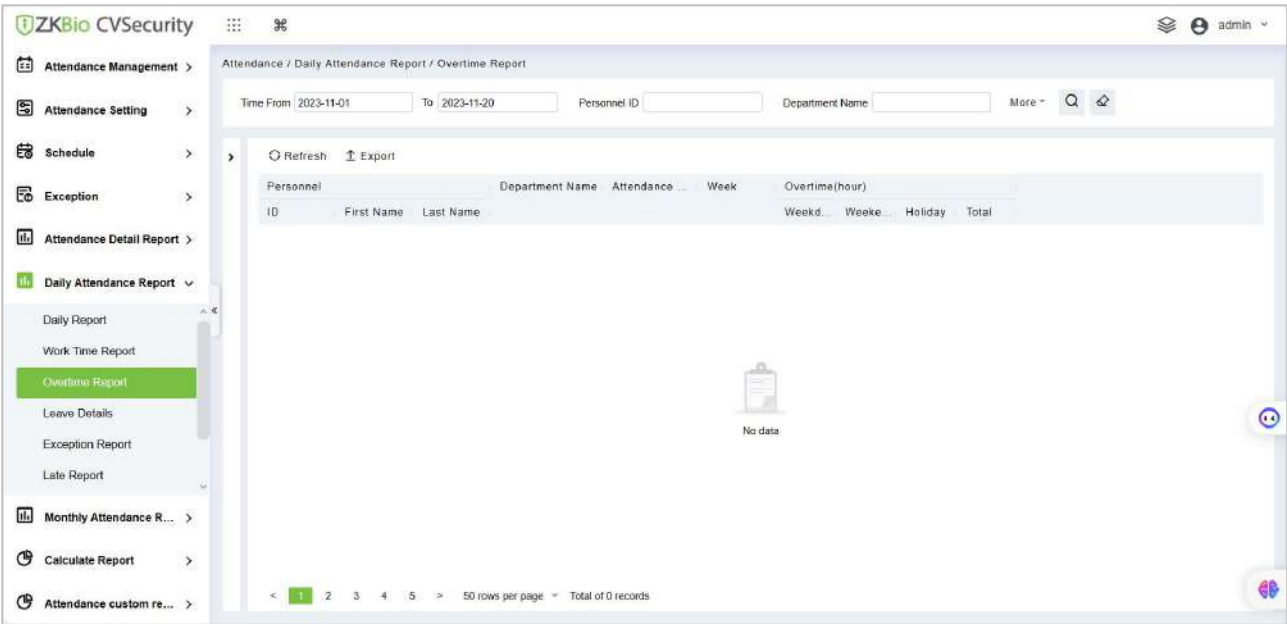 ZKBio CVSecurity
admin
Attendance Management
Attendance Setting
Schedule
Exception
Attendance Detail Report
Daily Attendance Report
Daily Report
Work Time Report
Overtime Report
Leave Details
Exception Report
Late Report
Monthly Attendance R...
Calculate Report
Attendance custom re...
Attendance / Daily Attendance Report / Overtime Report
Time From 2023-11-01 To 2023-11-20 Personnel ID Department Name More
Refresh Export
Personnel Department Name Attendance ... Week Overtime(hour)
ID First Name Last Name Weekd... Weeke... Holiday Total
No data
< 1 2 3 4 5 > 50 rows per page Total of 0 records